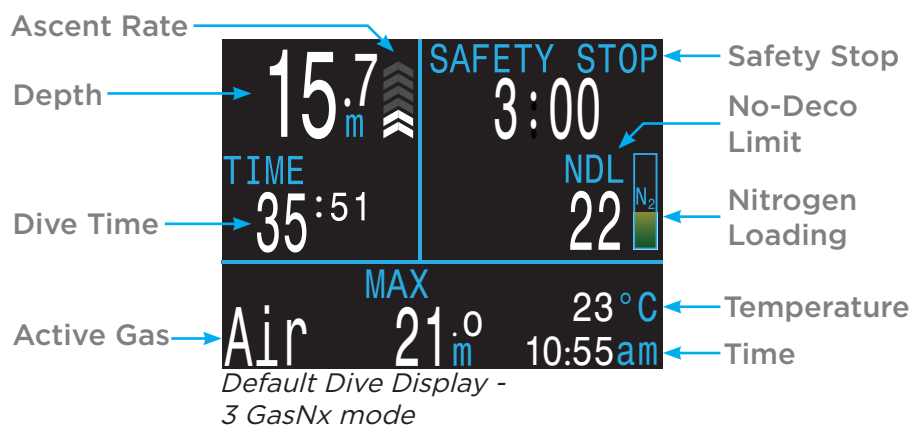 Ascent Rate
Depth
Dive Time
Active Gas
15.7m
TIME
35:51
SAFETY STOP
3:00
NDL
22
N2
Air
MAX
21.0m
23°C
10:55am
Safety Stop
No-Deco
Limit
Nitrogen
Loading
Temperature
Time
Default Dive Display -
3 GasNx mode